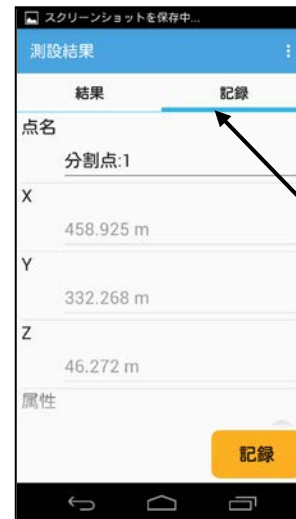 スクリーンショットを保存中...
測設結果
結果 記録
点名
分割点:1
X
458.925 m
Y
332.268 m
Z
46.272 m
属性
記録